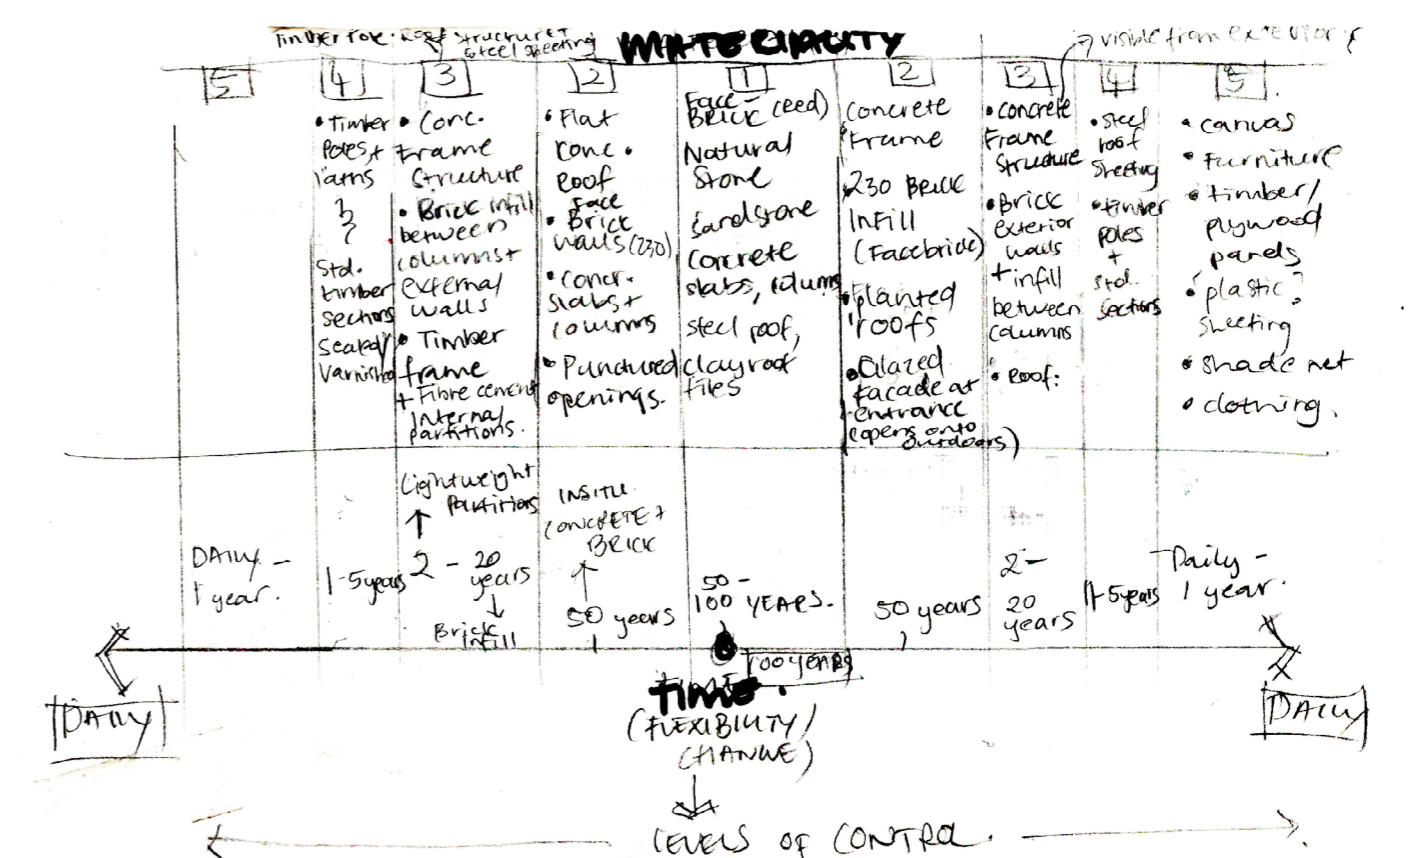 Timber roof structure +
steel sheeting
MATERIALITY
visible from exterior
5
4
• Timber
Poles +
laths
Std.
timber
sections
sealed/
varnished
3
• Conc.
Frame
Structure
• Brick infill
between
columns +
external
walls
• Timber
frame
+ Fibre cement
Internal
partitions.
2
• Flat
conc.
roof
• Face
Brick
walls (230)
• Concr.
slabs +
columns
• Punctured
openings.
1
Face-
BRICK (RED)
Natural
Stone
Sandstone
Concrete
slabs, colums
steel roof,
clay roof
tiles
2
Concrete
Frame
230 BRICK
Infill
(Facebrick)
• Planted
roofs
• Glazed
facade at
entrance
(opens onto
outdoors)
3
• concrete
Frame
Structure
• Brick
exterior
walls
+ infill
between
columns
• Roof:
4
• Steel
roof
Sheeting
• timber
poles
+
std.
sections
5
• canvas
• Furniture
• timber/
plywood
panels
• plastic?
sheeting
• shade net
• clothing.
DAILY -
1 year.
1-5 years
Lightweight
Partitions
2 - 20
years
Brick
infill
INSITU
CONCRETE +
BRICK
50 years
50 -
100 YEARS.
50 years
2 -
20
years
1-5 years
Daily -
1 year.
100 YEARS
DAILY
TIME.
DAILY
(FLEXIBILITY/
CHANGE)
LEVELS OF CONTROL.